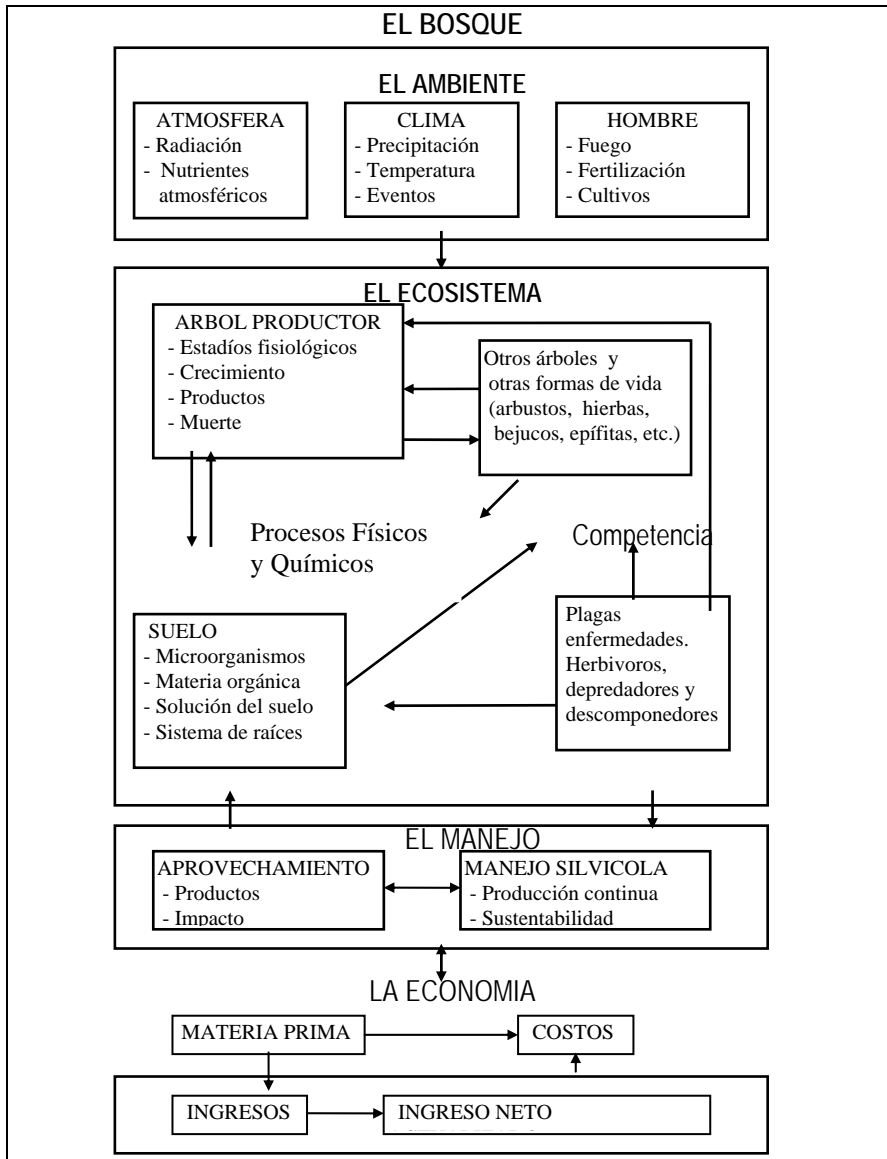 EL BOSQUE
EL AMBIENTE
ATMOSFERA
- Radiación
- Nutrientes
atmosféricos
CLIMA
- Precipitación
- Temperatura
- Eventos
HOMBRE
- Fuego
- Fertilización
- Cultivos
EL ECOSISTEMA
ARBOL PRODUCTOR
- Estadíos fisiológicos
- Crecimiento
- Productos
- Muerte
Otros árboles y
otras formas de vida
(arbustos, hierbas,
bejucos, epífitas, etc.)
Procesos Físicos
y Químicos
Competencia
SUELO
- Microorganismos
- Materia orgánica
- Solución del suelo
- Sistema de raíces
Plagas
enfermedades.
Herbivoros,
depredadores y
descomponedores
EL MANEJO
APROVECHAMIENTO
- Productos
- Impacto
MANEJO SILVICOLA
- Producción continua
- Sustentabilidad
LA ECONOMIA
MATERIA PRIMA
COSTOS
INGRESOS
INGRESO NETO